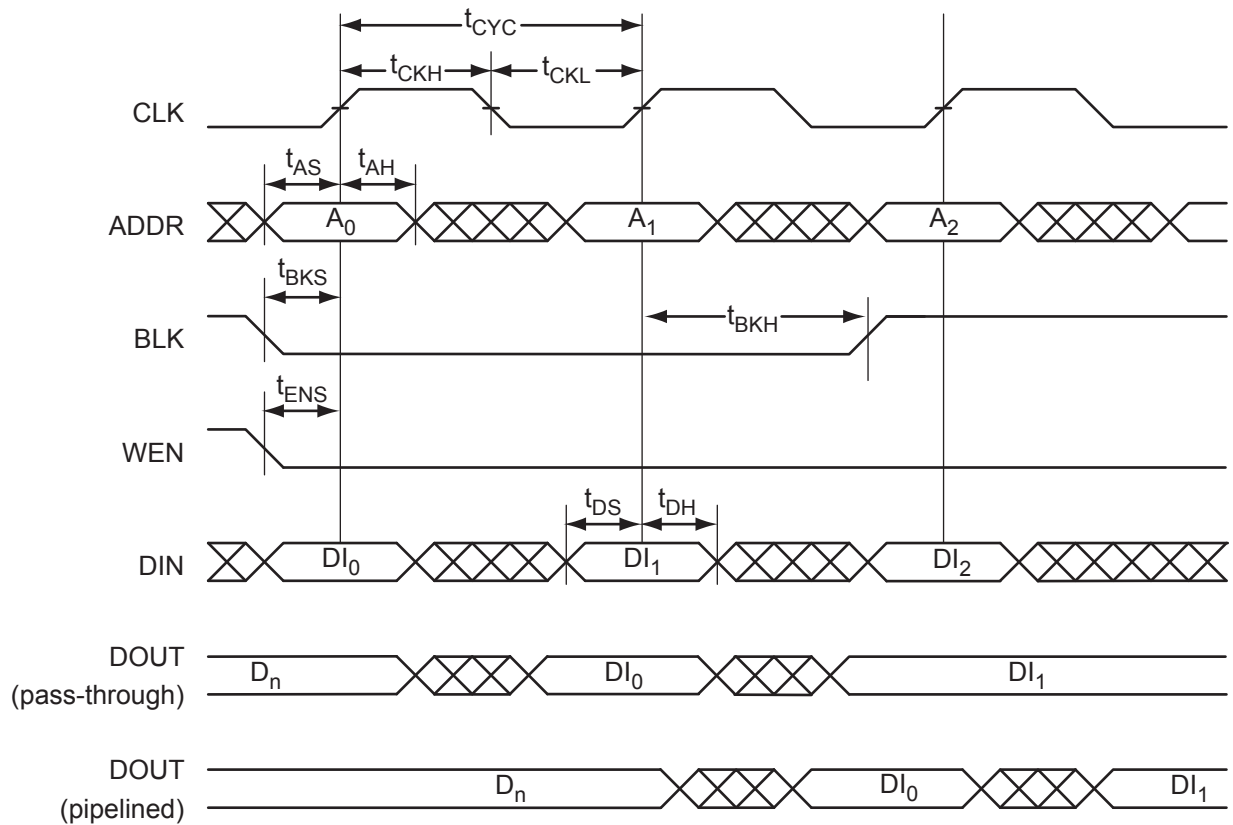 tCYC
tCKH tCKL
CLK
tAS tAH
ADDR A0 A1 A2
tBKS
BLK tBKH
tENS
WEN
tDS tDH
DIN DI0 DI1 DI2
DOUT
(pass-through) Dn DI0 DI1
DOUT
(pipelined) Dn DI0 DI1